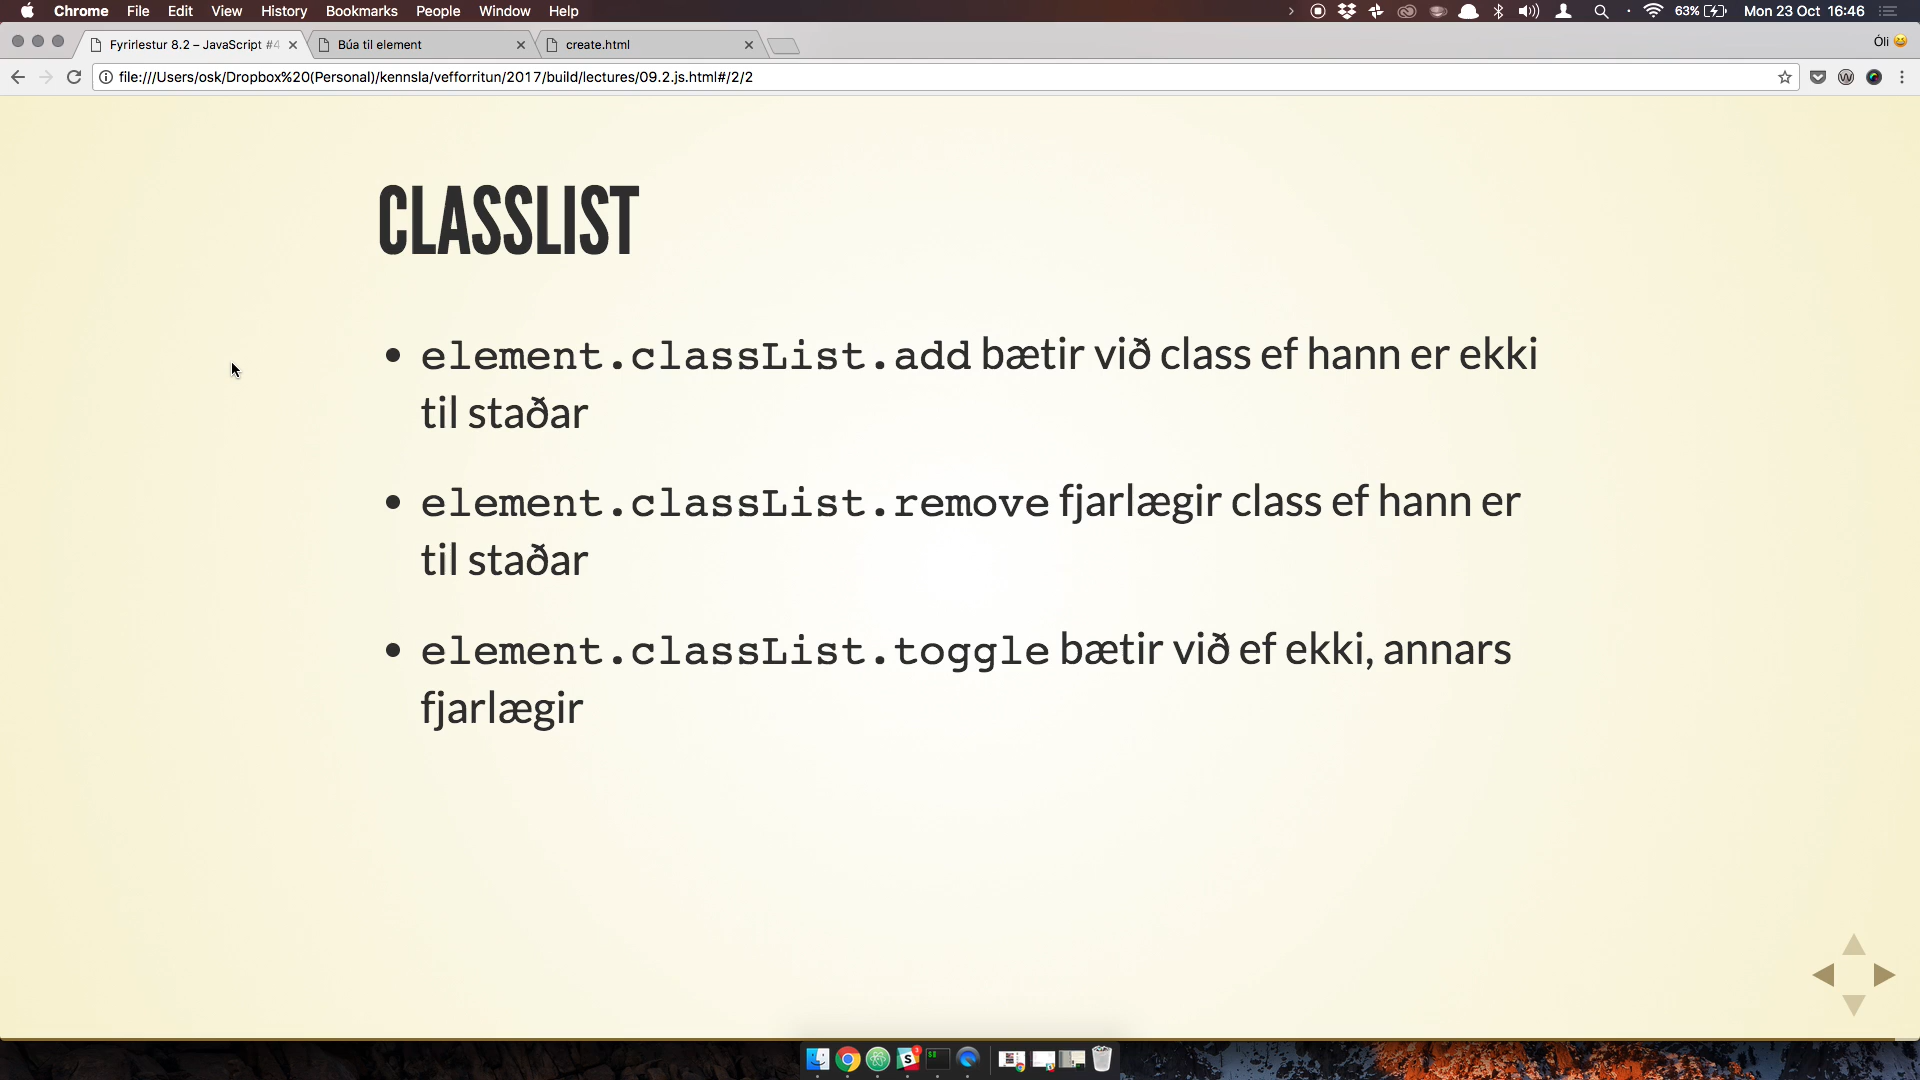 Chrome File Edit View History Bookmarks People Window Help 63% Mon 23 Oct 16:46
Fyrirlestur 8.2 – JavaScript #4 Búa til element create.html Óli
file:///Users/osk/Dropbox%20(Personal)/kennsla/vefforritun/2017/build/lectures/09.2.js.html#/2/2
CLASSLIST
element.classList.add bætir við class ef hann er ekki
til staðar
element.classList.remove fjarlægir class ef hann er
til staðar
element.classList.toggle bætir við ef ekki, annars
fjarlægir